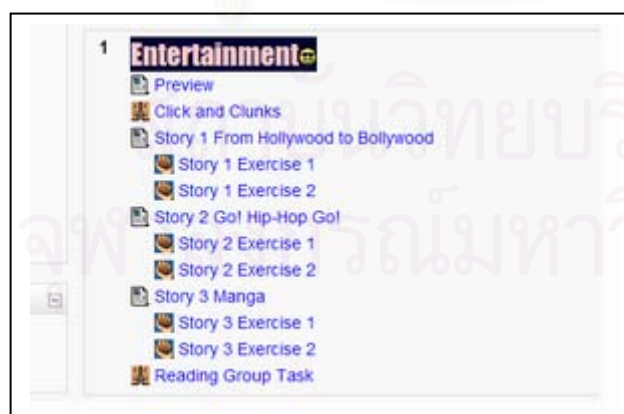 1
Entertainment
Preview
Click and Clunks
Story 1 From Hollywood to Bollywood
Story 1 Exercise 1
Story 1 Exercise 2
Story 2 Go! Hip-Hop Go!
Story 2 Exercise 1
Story 2 Exercise 2
Story 3 Manga
Story 3 Exercise 1
Story 3 Exercise 2
Reading Group Task